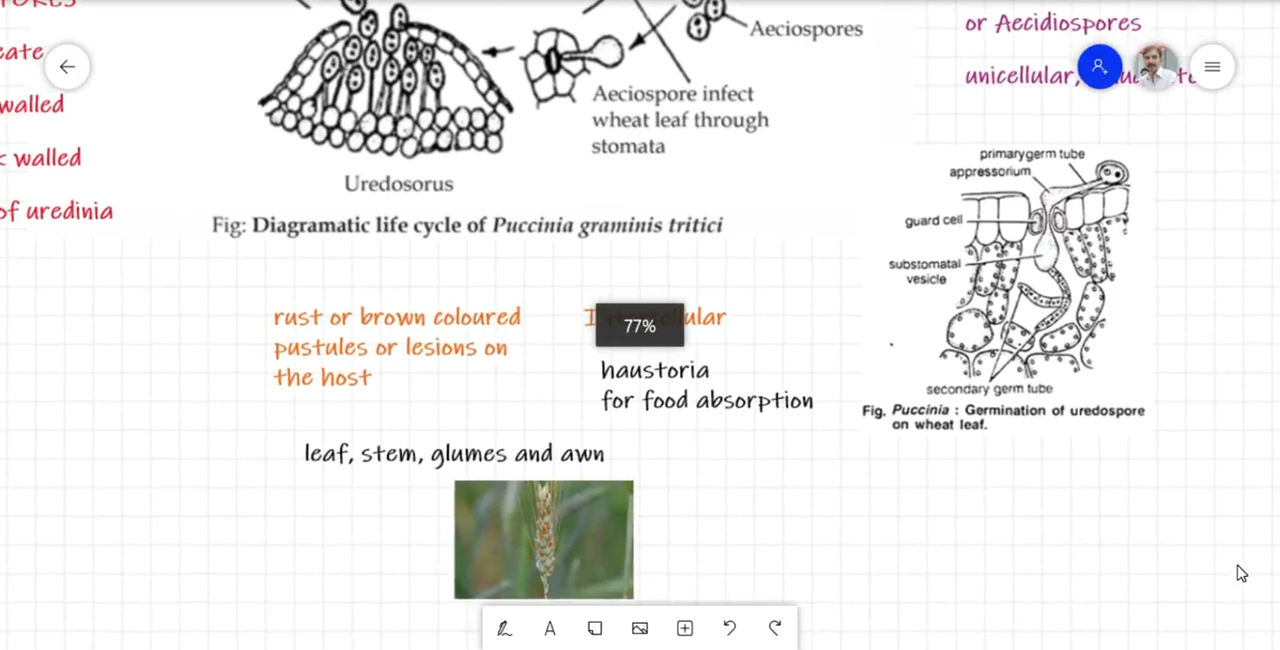 or Aecidiospores
Aeciospores
walled
Aeciospore infect
wheat leaf through
stomata
walled
of uredinia
Uredosorus
Fig: Diagramatic life cycle of Puccinia graminis tritici
primary germ tube
appressorium
guard cell
substomatal
vesicle
secondary germ tube
Fig. Puccinia : Germination of uredospore
on wheat leaf.
rust or brown coloured
pustules or lesions on
the host
77%
haustoria
for food absorption
leaf, stem, glumes and awn
A